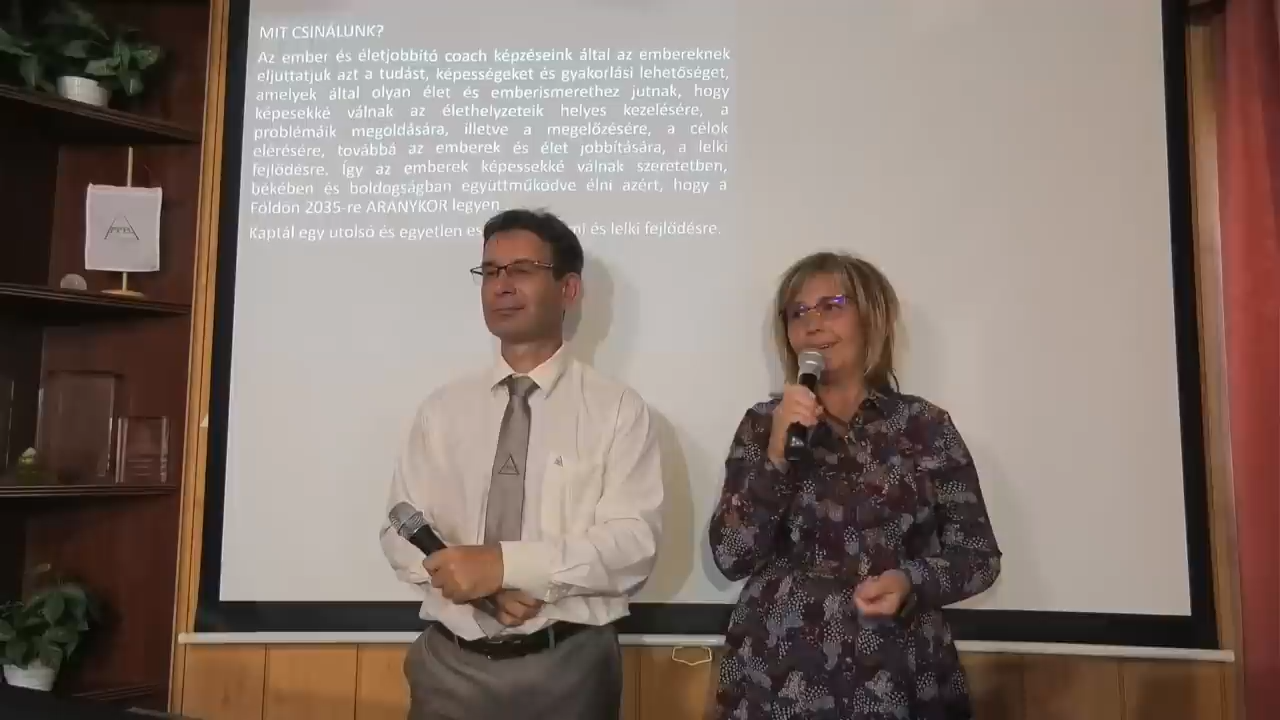 MIT CSINÁLUNK?
Az ember és életjobbító coach képzéseink által az embereknek
eljuttatjuk azt a tudást, képességeket és gyakorlási lehetőséget,
amelyek által olyan élet és emberismerethez jutnak, hogy
képesekké válnak az élethelyzeteik helyes kezelésére, a
problémáik megoldására, illetve a megelőzésére, a célok
elérésére, továbbá az emberek és élet jobbítására, a lelki
fejlődésre. Így az emberek képessekké válnak szeretetben,
békében és boldogságban együttműködve élni azért, hogy a
Földön 2035-re ARANYKOR legyen
Kaptál egy utolsó és egyetlen es és lelki fejlődésre.